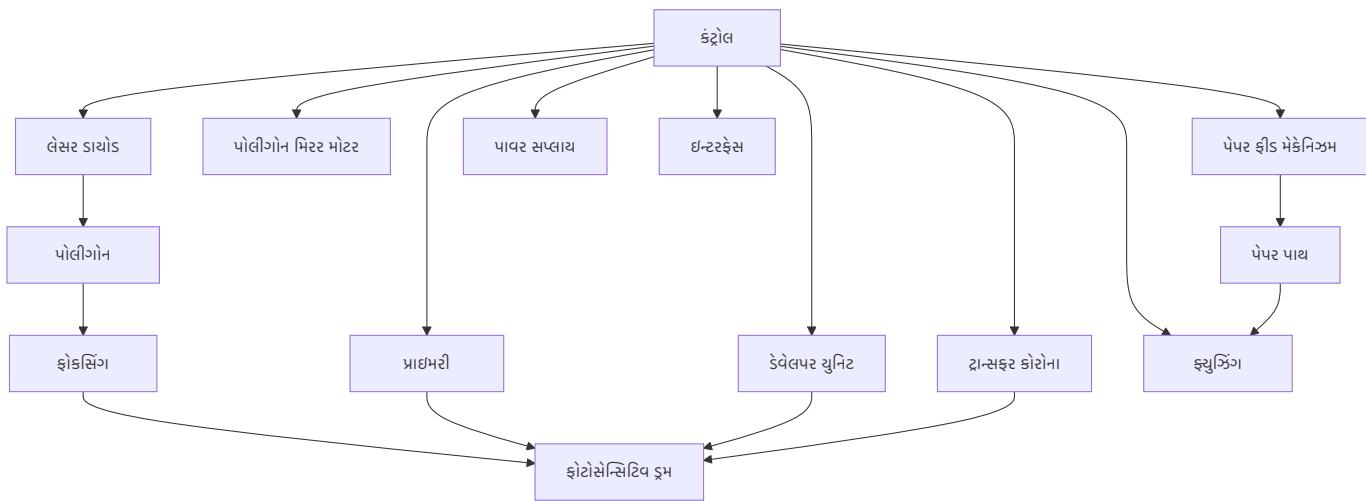 કંટ્રોલ
લેસર ડાયોડ
પોલીગોન મિરર મોટર
પાવર સપ્લાય
ઇન્ટરફેસ
પેપર ફીડ મેકેનિઝમ
પોલીગોન
પેપર પાથ
ફોકસિંગ
પ્રાઇમરી
ડેવેલપર યુનિટ
ટ્રાન્સફર કોરોના
ફ્યુઝિંગ
ફોટોસેન્સિટિવ ડ્રમ